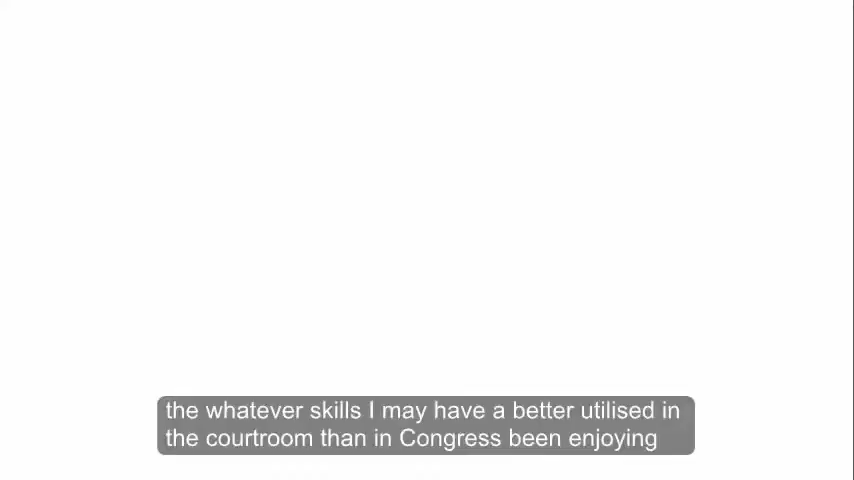 the whatever skills I may have a better utilised in
the courtroom than in Congress been enjoying